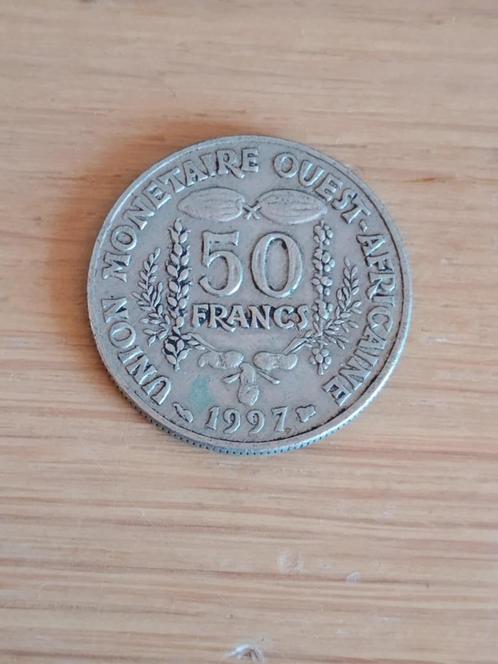 UNION MONETAIRE OUEST-AFRICAINE
50
FRANCS
1997